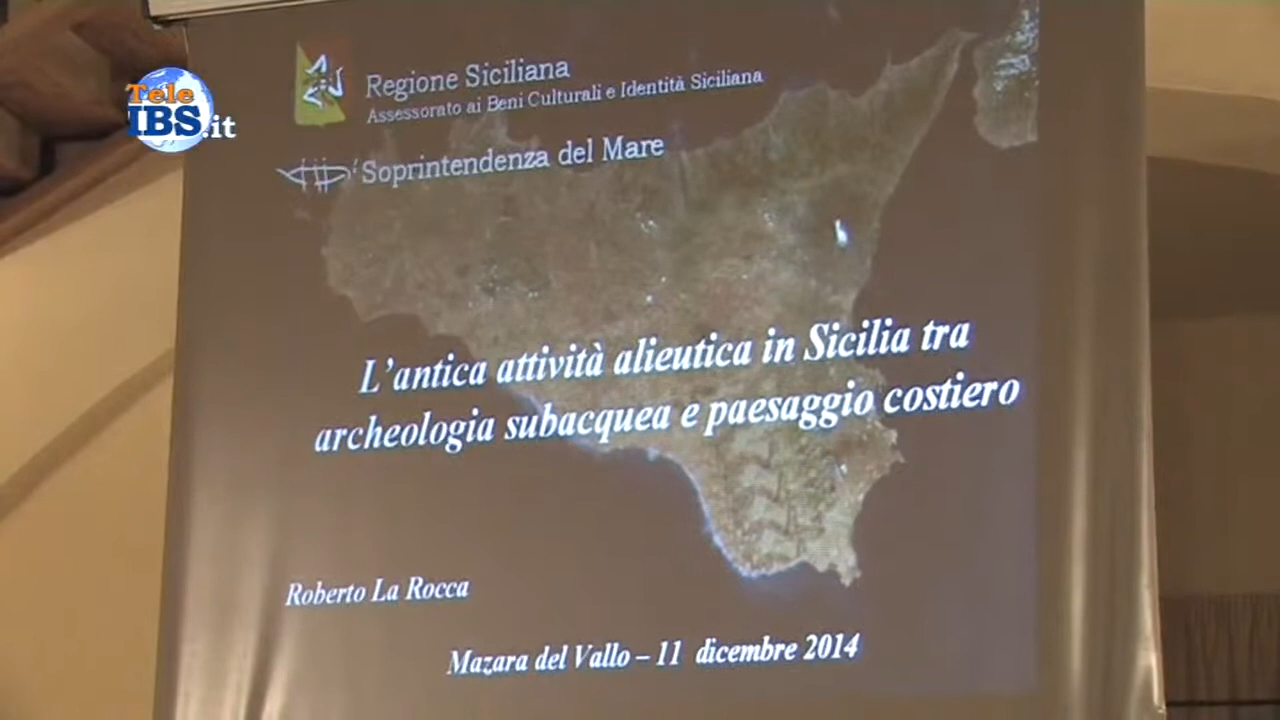 Tele
IBS.it
Regione Siciliana
Assessorato ai Beni Culturali e Identità Siciliana
Soprintendenza del Mare
L'antica attività alieutica in Sicilia tra
archeologia subacquea e paesaggio costiero
Roberto La Rocca
Mazara del Vallo – 11 dicembre 2014